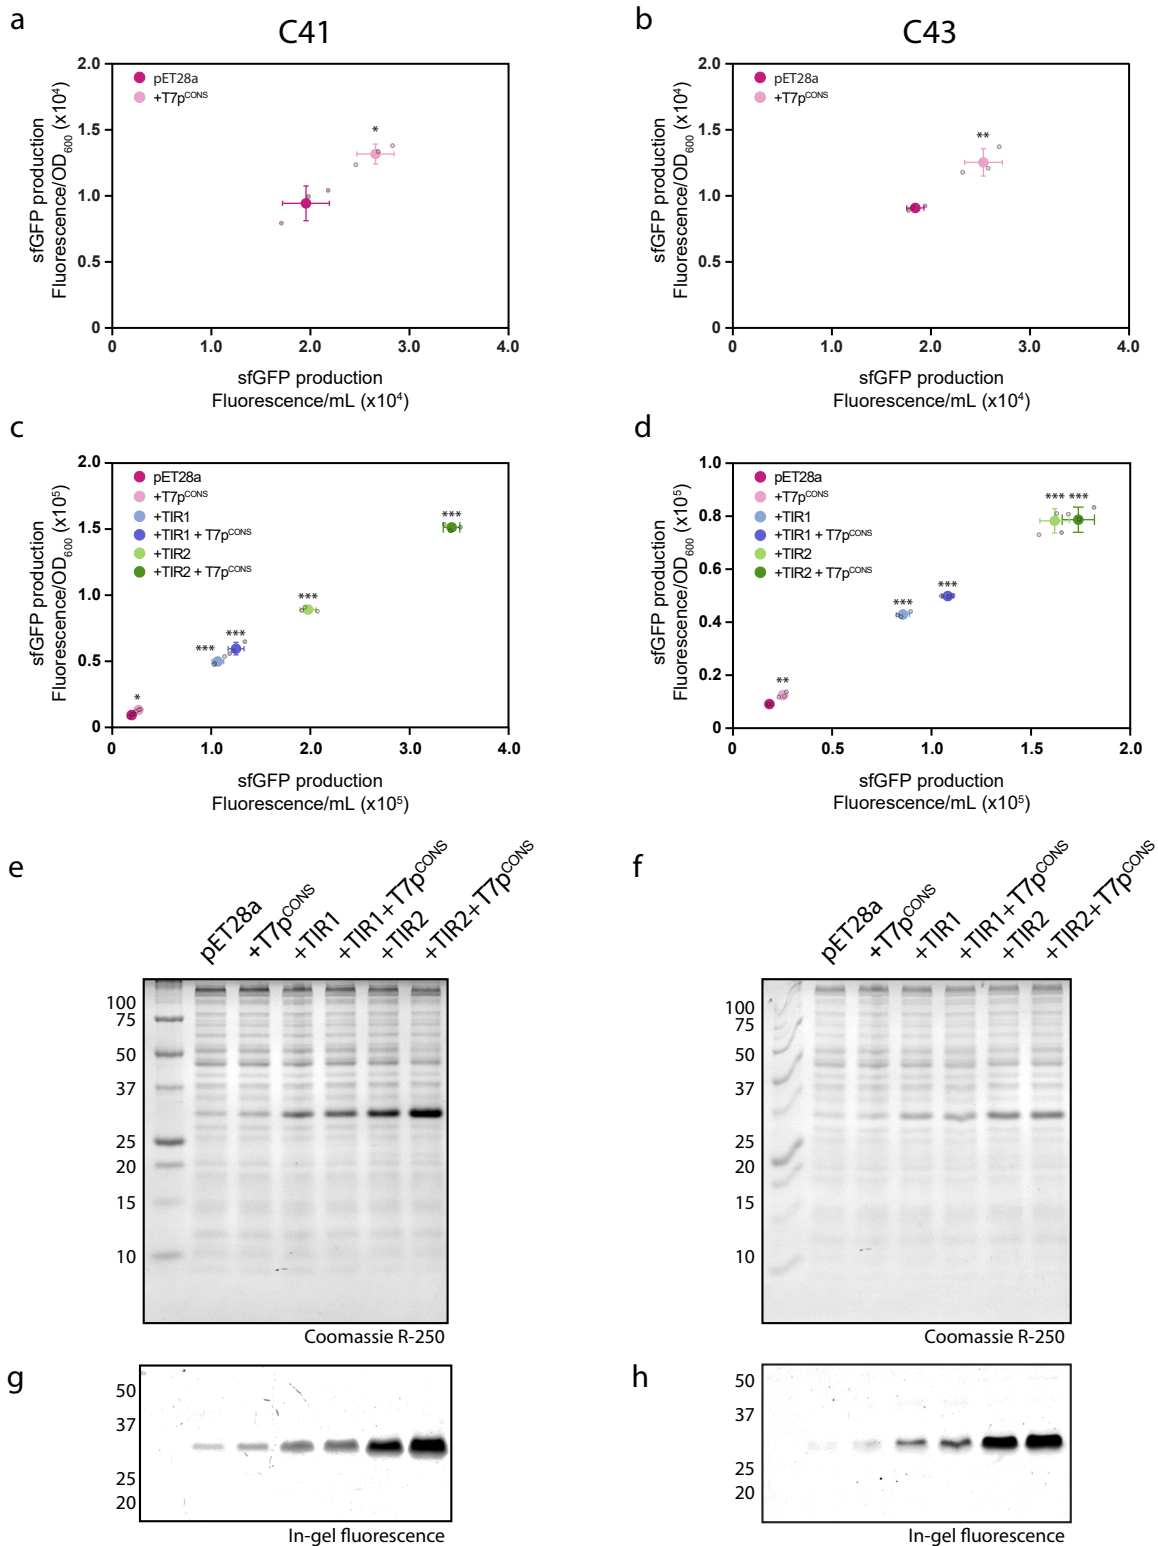 a
C41
2.0
1.5
1.0
0.5
0
0
1.0
2.0
3.0
4.0
pET28a
+T7pCONS
*
sfGFP production
Fluorescence/OD600 (x10⁴)
sfGFP production
Fluorescence/mL (x10⁴)
b
C43
2.0
1.5
1.0
0.5
0
0
1.0
2.0
3.0
4.0
pET28a
+T7pCONS
**
sfGFP production
Fluorescence/OD600 (x10⁴)
sfGFP production
Fluorescence/mL (x10⁴)
c
2.0
1.5
1.0
0.5
0
0
1.0
2.0
3.0
4.0
pET28a
+T7pCONS
+TIR1
+TIR1 + T7pCONS
+TIR2
+TIR2 + T7pCONS
*
***
***
***
***
sfGFP production
Fluorescence/OD600 (x10⁵)
sfGFP production
Fluorescence/mL (x10⁵)
d
1.0
0.8
0.6
0.4
0.2
0
0
0.5
1.0
1.5
2.0
pET28a
+T7pCONS
+TIR1
+TIR1 + T7pCONS
+TIR2
+TIR2 + T7pCONS
**
***
***
*** ***
sfGFP production
Fluorescence/OD600 (x10⁵)
sfGFP production
Fluorescence/mL (x10⁵)
e
pET28a
+T7pCONS
+TIR1
+TIR1+T7pCONS
+TIR2
+TIR2+T7pCONS
100
75
50
37
25
20
15
10
Coomassie R-250
f
pET28a
+T7pCONS
+TIR1
+TIR1+T7pCONS
+TIR2
+TIR2+T7pCONS
100
75
50
37
25
20
15
10
Coomassie R-250
g
50
37
25
20
In-gel fluorescence
h
50
37
25
20
In-gel fluorescence